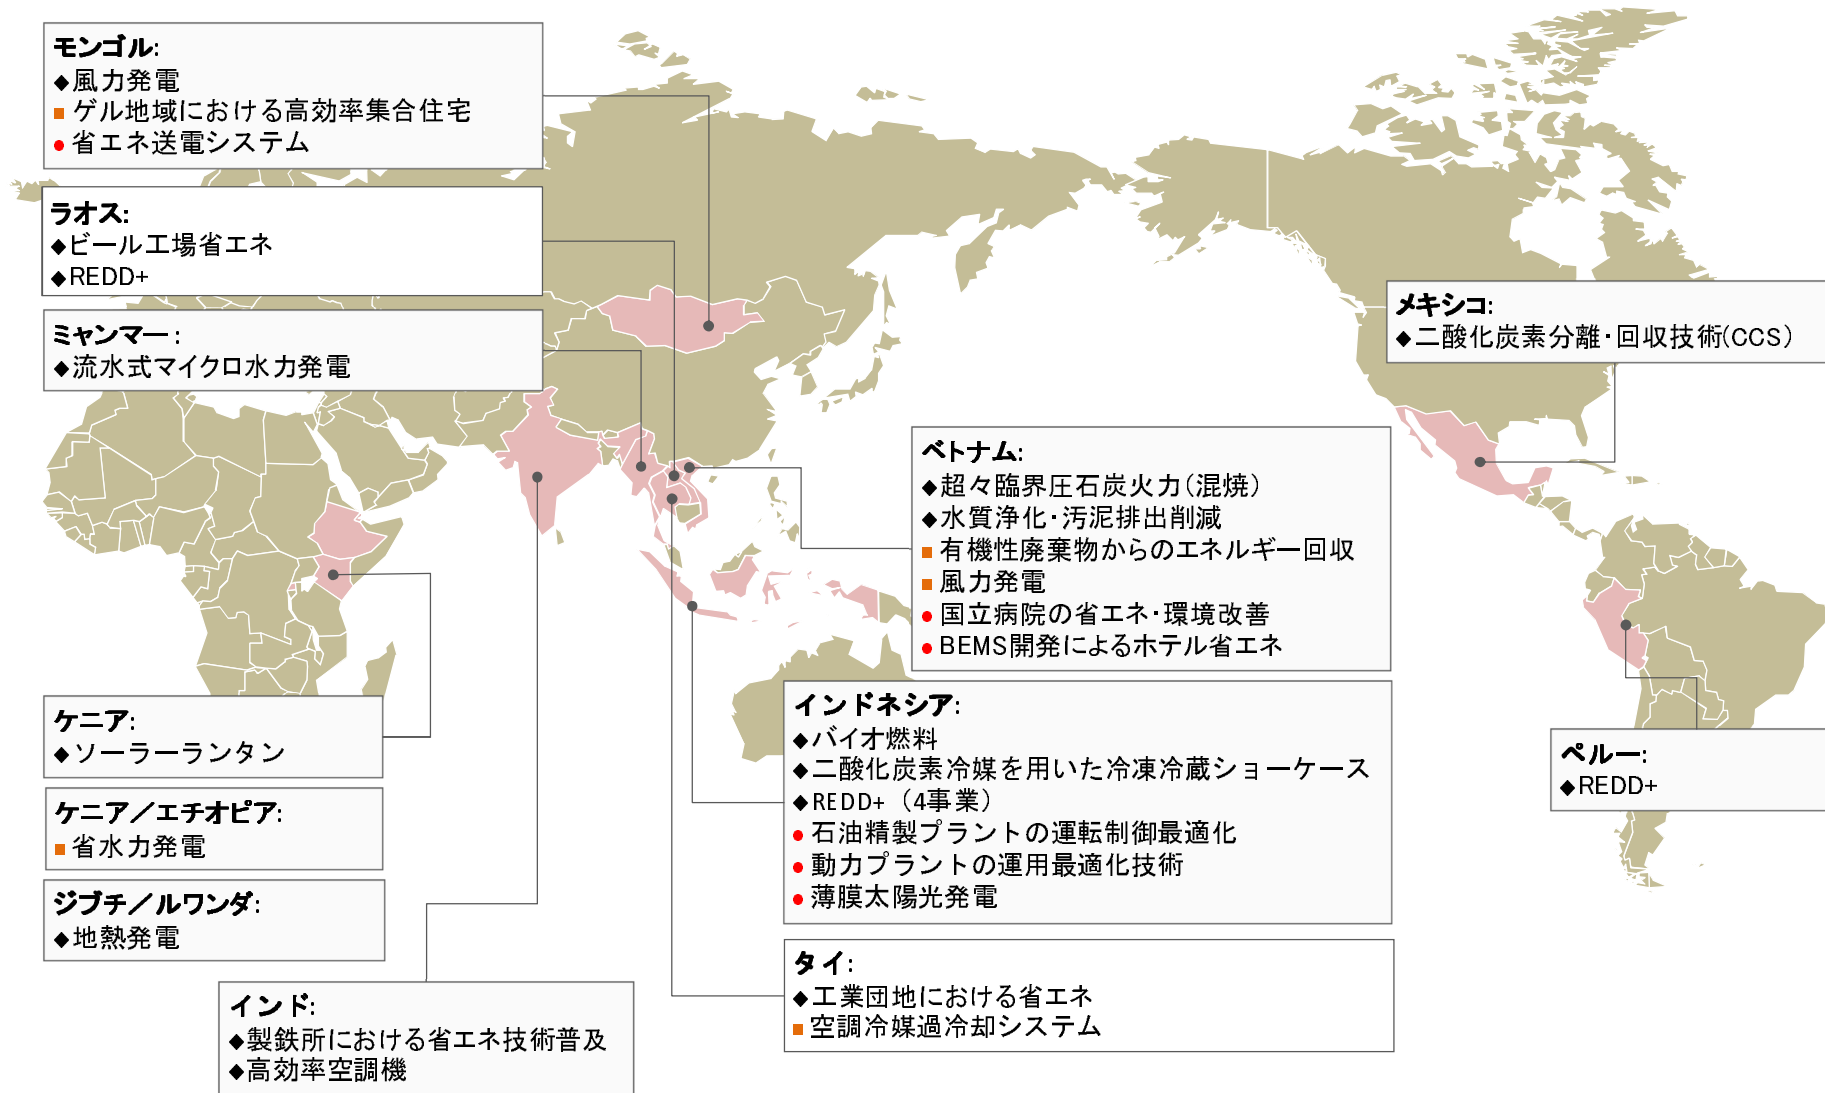 モンゴル:
◆風力発電
■ ゲル地域における高効率集合住宅
● 省エネ送電システム
ラオス:
◆ビール工場省エネ
◆REDD+
ミャンマー:
◆流水式マイクロ水力発電
メキシコ:
◆二酸化炭素分離・回収技術(CCS)
ベトナム:
◆超々臨界圧石炭火力(混焼)
◆水質浄化・汚泥排出削減
■ 有機性廃棄物からのエネルギー回収
■ 風力発電
● 国立病院の省エネ・環境改善
● BEMS開発によるホテル省エネ
インドネシア:
◆バイオ燃料
◆二酸化炭素冷媒を用いた冷凍冷蔵ショーケース
◆REDD+（4事業）
● 石油精製プラントの運転制御最適化
● 動力プラントの運用最適化技術
● 薄膜太陽光発電
ケニア:
◆ソーラーランタン
ケニア／エチオピア:
■ 省水力発電
ジブチ／ルワンダ:
◆地熱発電
ペルー:
◆REDD+
タイ:
◆工業団地における省エネ
■ 空調冷媒過冷却システム
インド:
◆製鉄所における省エネ技術普及
◆高効率空調機